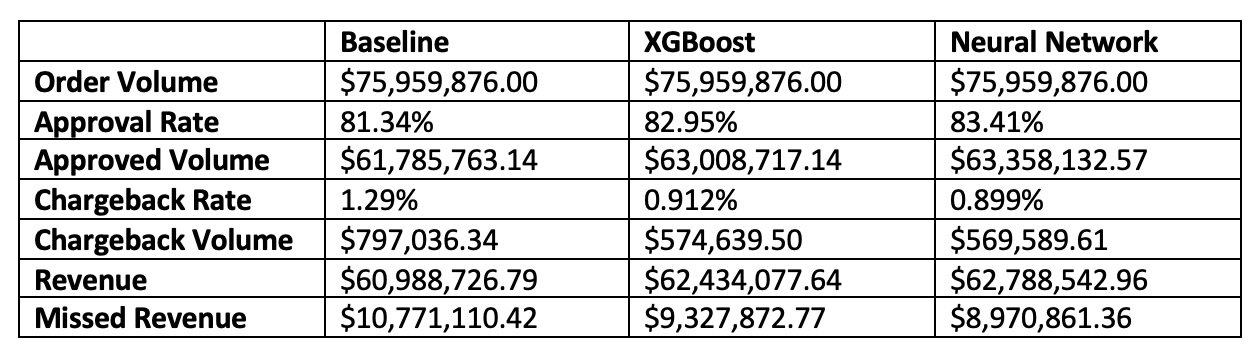 Baseline XGBoost Neural Network
Order Volume $75,959,876.00 $75,959,876.00 $75,959,876.00
Approval Rate 81.34% 82.95% 83.41%
Approved Volume $61,785,763.14 $63,008,717.14 $63,358,132.57
Chargeback Rate 1.29% 0.912% 0.899%
Chargeback Volume $797,036.34 $574,639.50 $569,589.61
Revenue $60,988,726.79 $62,434,077.64 $62,788,542.96
Missed Revenue $10,771,110.42 $9,327,872.77 $8,970,861.36